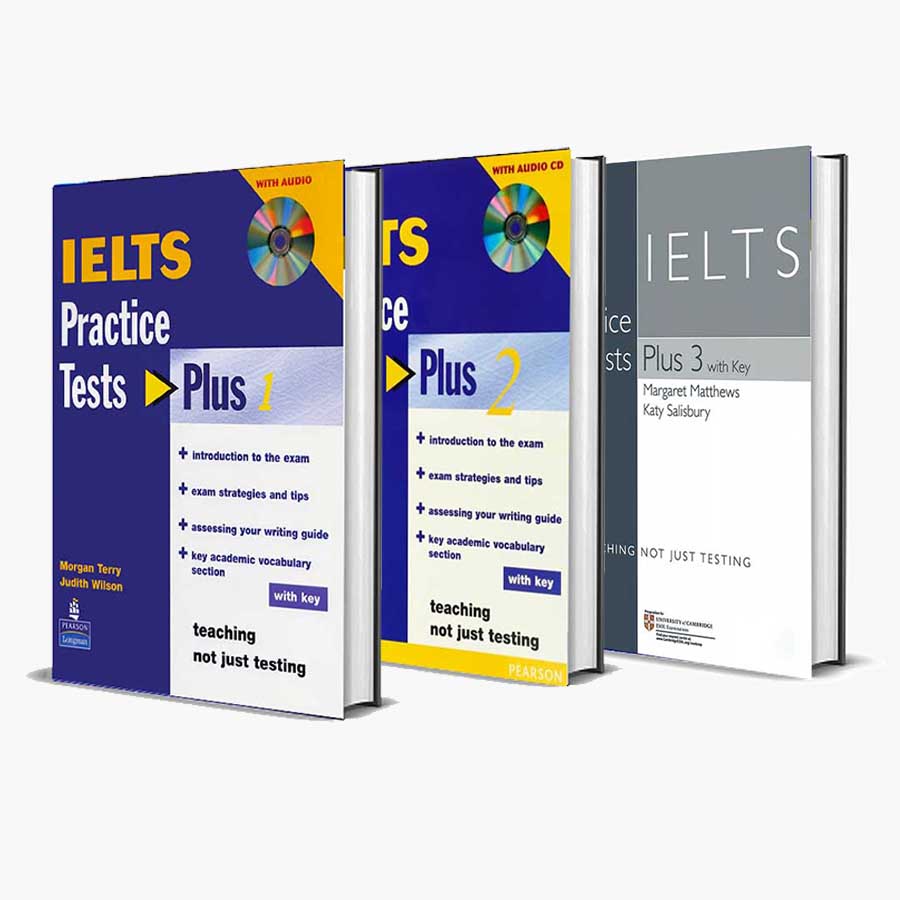 WITH AUDIO
IELTS
Practice
Tests
Plus 1
+ introduction to the exam
+ exam strategies and tips
+ assessing your writing guide
+ key academic vocabulary
section
with key
Morgan Terry
Judith Wilson
PEARSON
Longman
teaching
not just testing
WITH AUDIO CD
TS
ce
Plus 2
+ introduction to the exam
+ exam strategies and tips
+ assessing your writing guide
+ key academic vocabulary
section
with key
teaching
not just testing
PEARSON
IELTS
ice
sts
Plus 3 with Key
Margaret Matthews
Katy Salisbury
CHING NOT JUST TESTING
UNIVERSITY of CAMBRIDGE
ESOL Examinations